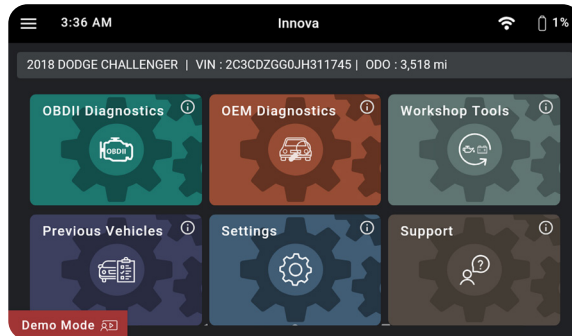 3:36 AM Innova 1%
2018 DODGE CHALLENGER | VIN : 2C3CDZGG0JH311745 | ODO : 3,518 mi
OBDII Diagnostics OEM Diagnostics Workshop Tools
OBDII
Previous Vehicles Settings Support
Demo Mode